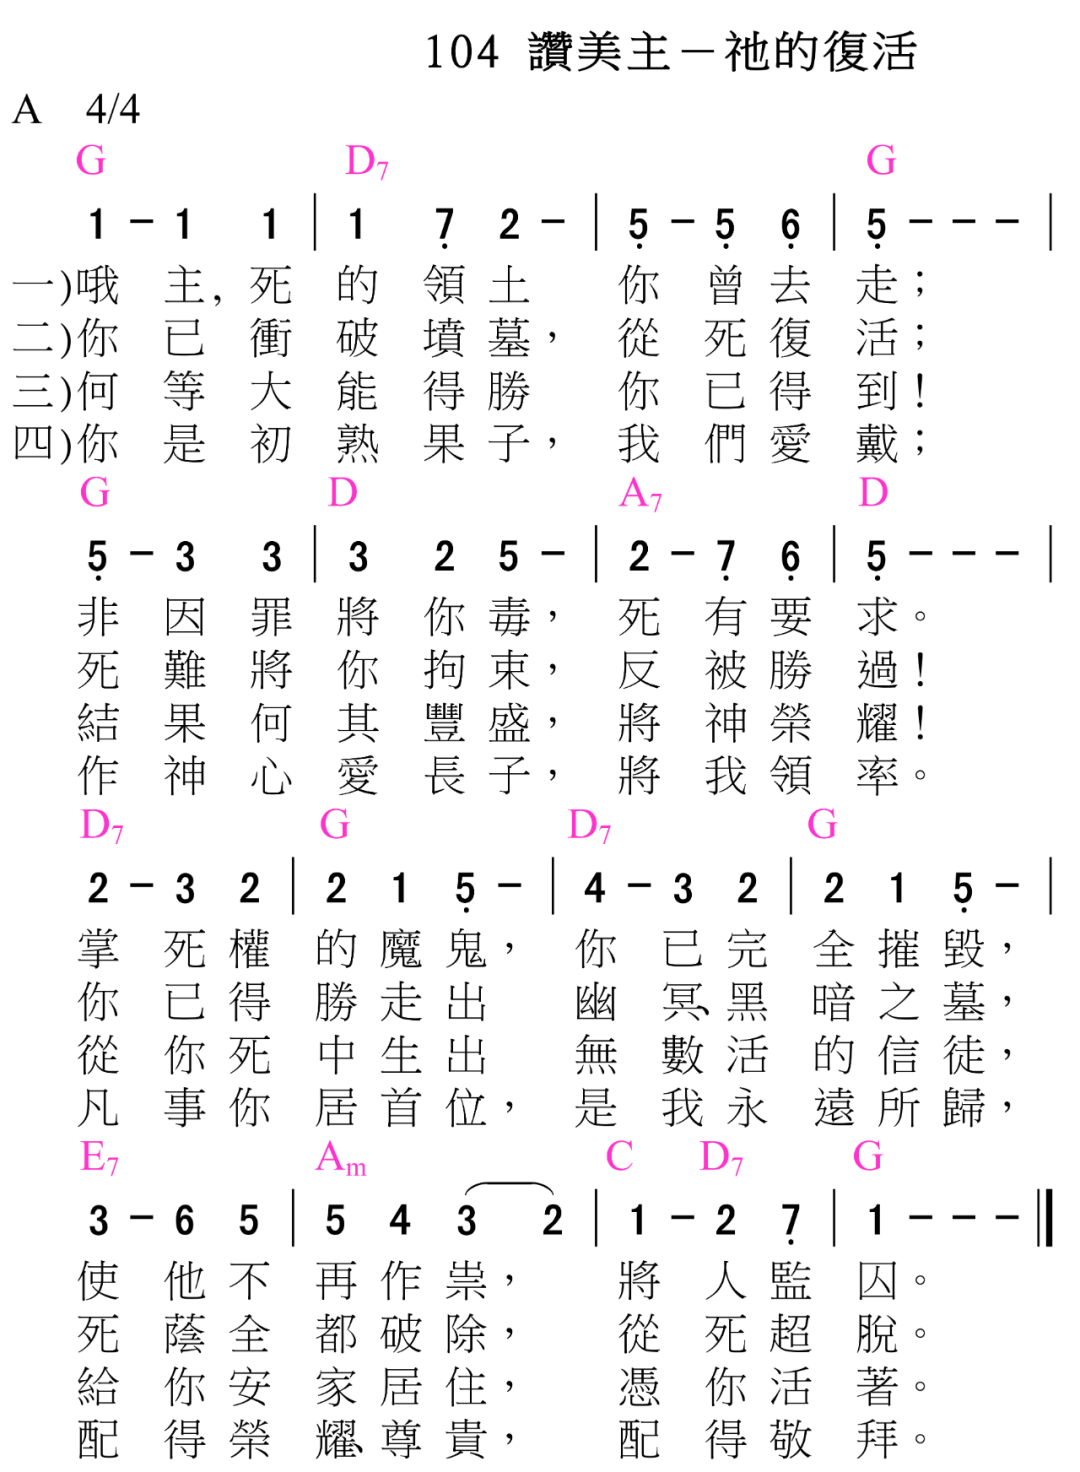 104 讚美主－祂的復活
A 4/4
G D7 G
1 － 1 1 | 1 7̣ 2 － | 5̣ － 5̣ 6̣ | 5̣ － － － |
一)哦主, 死的領土 你曾去走；
二)你已衝破墳墓， 從死復活；
三)何等大能得勝 你已得到！
四)你是初熟果子， 我們愛戴；
G D A7 D
5̣ － 3 3 | 3 2 5 － | 2 － 7̣ 6̣ | 5̣ － － － |
非因罪將你毒， 死有要求。
死難將你拘束， 反被勝過！
結果何其豐盛， 將神榮耀！
作神心愛長子， 將我領率。
D7 G D7 G
2 － 3 2 | 2 1 5̣ － | 4 － 3 2 | 2 1 5̣ － |
掌死權的魔鬼， 你已完全摧毀，
你已得勝走出 幽冥、黑暗之墓，
從你死中生出 無數活的信徒，
凡事你居首位， 是我永遠所歸，
E7 Am C D7 G
3 － 6 5 | 5 4 3 2 | 1 － 2 7̣ | 1 － － － ‖
使他不再作祟， 將人監囚。
死蔭全都破除， 從死超脫。
給你安家居住， 憑你活著。
配得榮耀、尊貴， 配得敬拜。